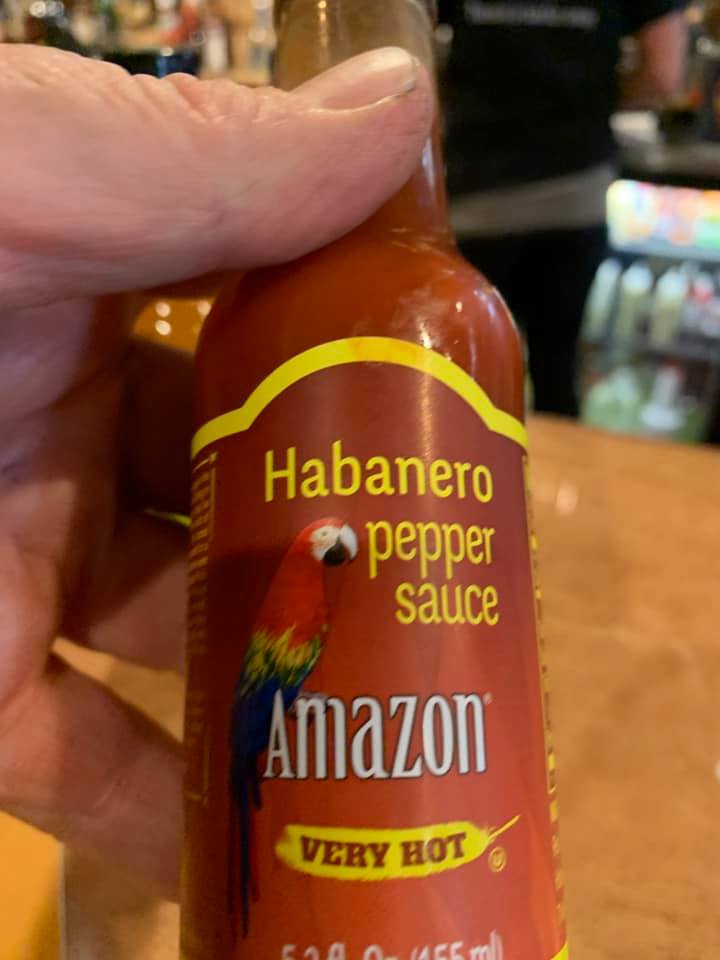 Habanero
pepper
sauce
Amazon®
VERY HOT